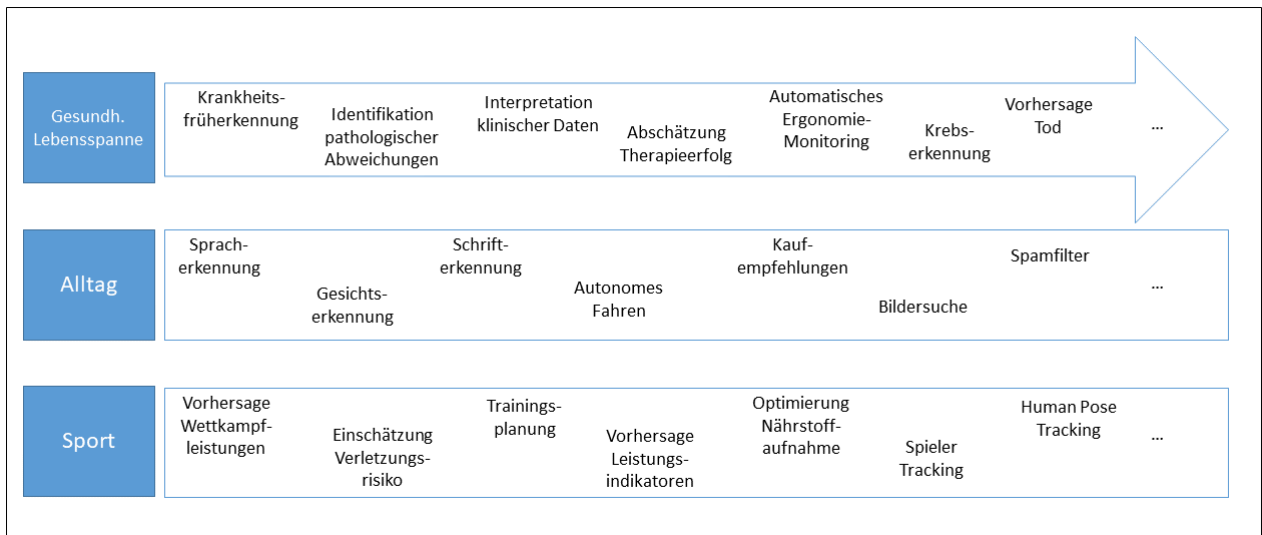 Gesundh.
Lebensspanne
Krankheits-
früherkennung
Identifikation
pathologischer
Abweichungen
Interpretation
klinischer Daten
Abschätzung
Therapieerfolg
Automatisches
Ergonomie-
Monitoring
Krebs-
erkennung
Vorhersage
Tod
...
Alltag
Sprach-
erkennung
Gesichts-
erkennung
Schrift-
erkennung
Autonomes
Fahren
Kauf-
empfehlungen
Bildersuche
Spamfilter
...
Sport
Vorhersage
Wettkampf-
leistungen
Einschätzung
Verletzungs-
risiko
Trainings-
planung
Vorhersage
Leistungs-
indikatoren
Optimierung
Nährstoff-
aufnahme
Spieler
Tracking
Human Pose
Tracking
...